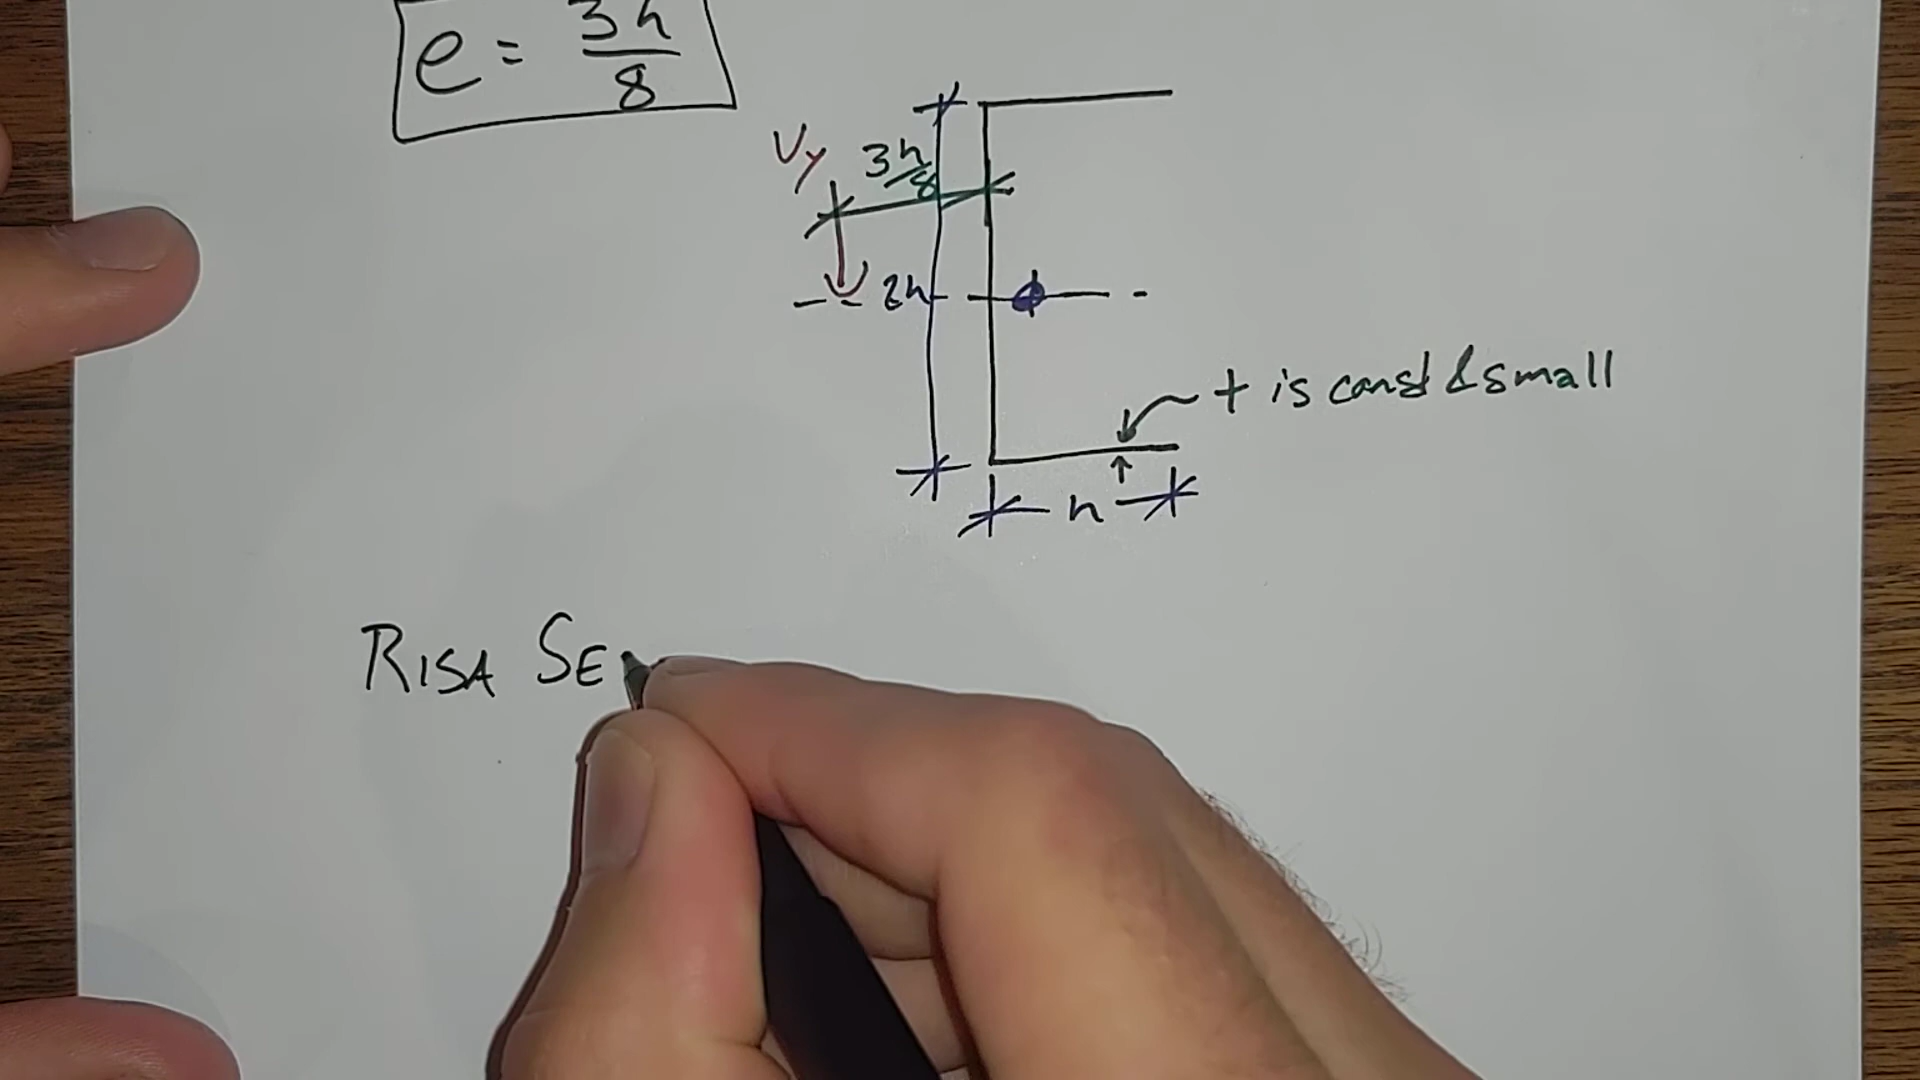 e = 3h/8
Vy 3h/8
2h
t is const & small
h
RISA SE